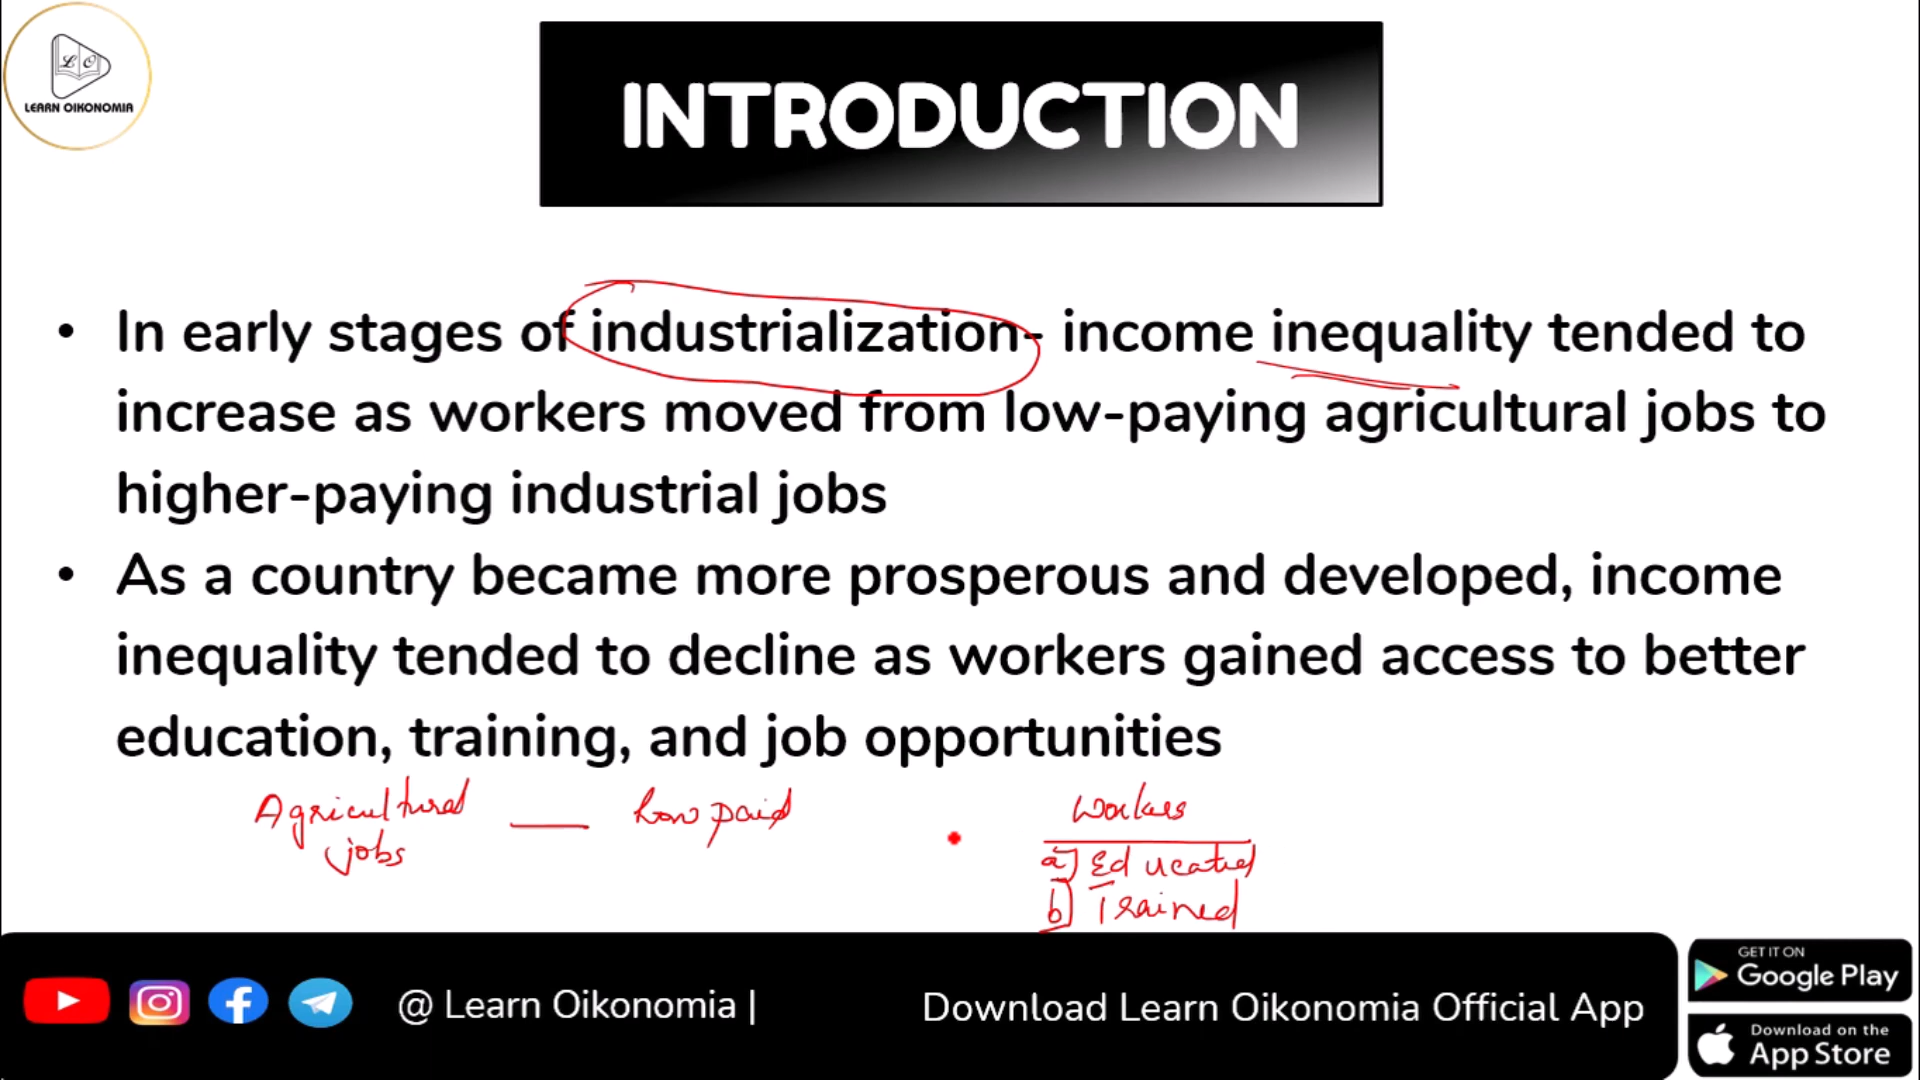 L O
LEARN OIKONOMIA
INTRODUCTION
• In early stages of industrialization- income inequality tended to
increase as workers moved from low-paying agricultural jobs to
higher-paying industrial jobs
• As a country became more prosperous and developed, income
inequality tended to decline as workers gained access to better
education, training, and job opportunities
Agricultural — low paid
jobs
Workers
a) Educated
b) Trained
@ Learn Oikonomia |
Download Learn Oikonomia Official App
GET IT ON
Google Play
Download on the
App Store